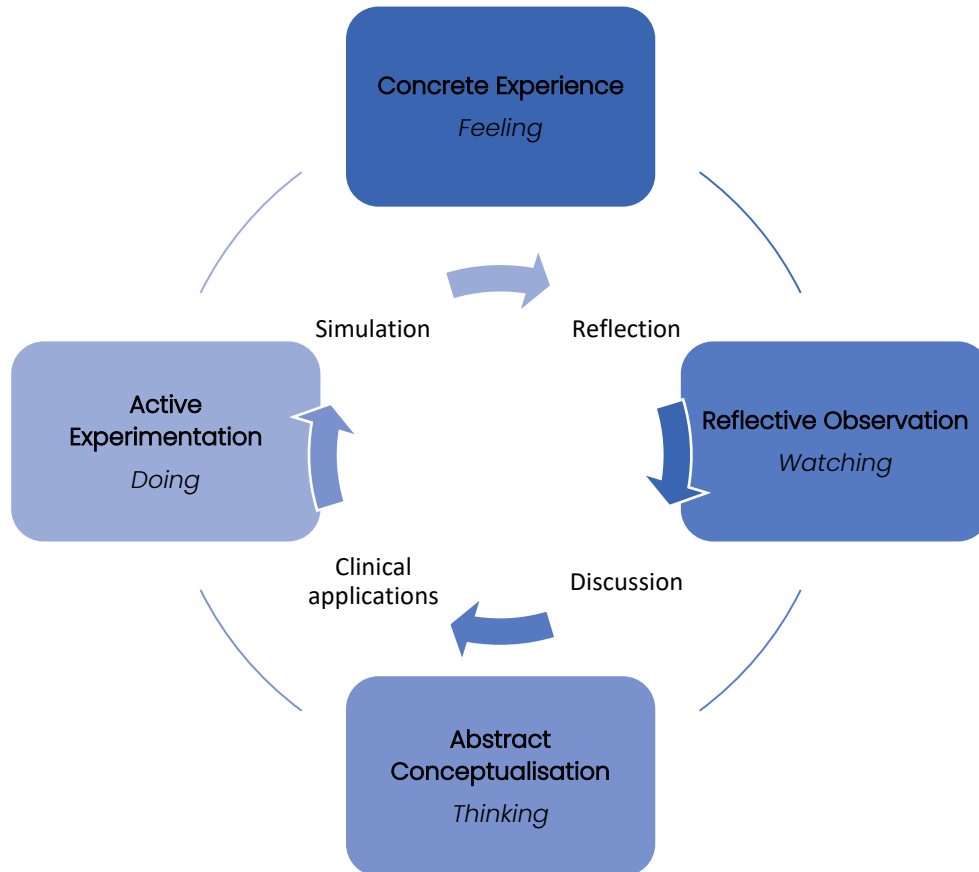 Concrete Experience
Feeling
Simulation
Reflection
Active
Experimentation
Doing
Reflective Observation
Watching
Clinical
applications
Discussion
Abstract
Conceptualisation
Thinking